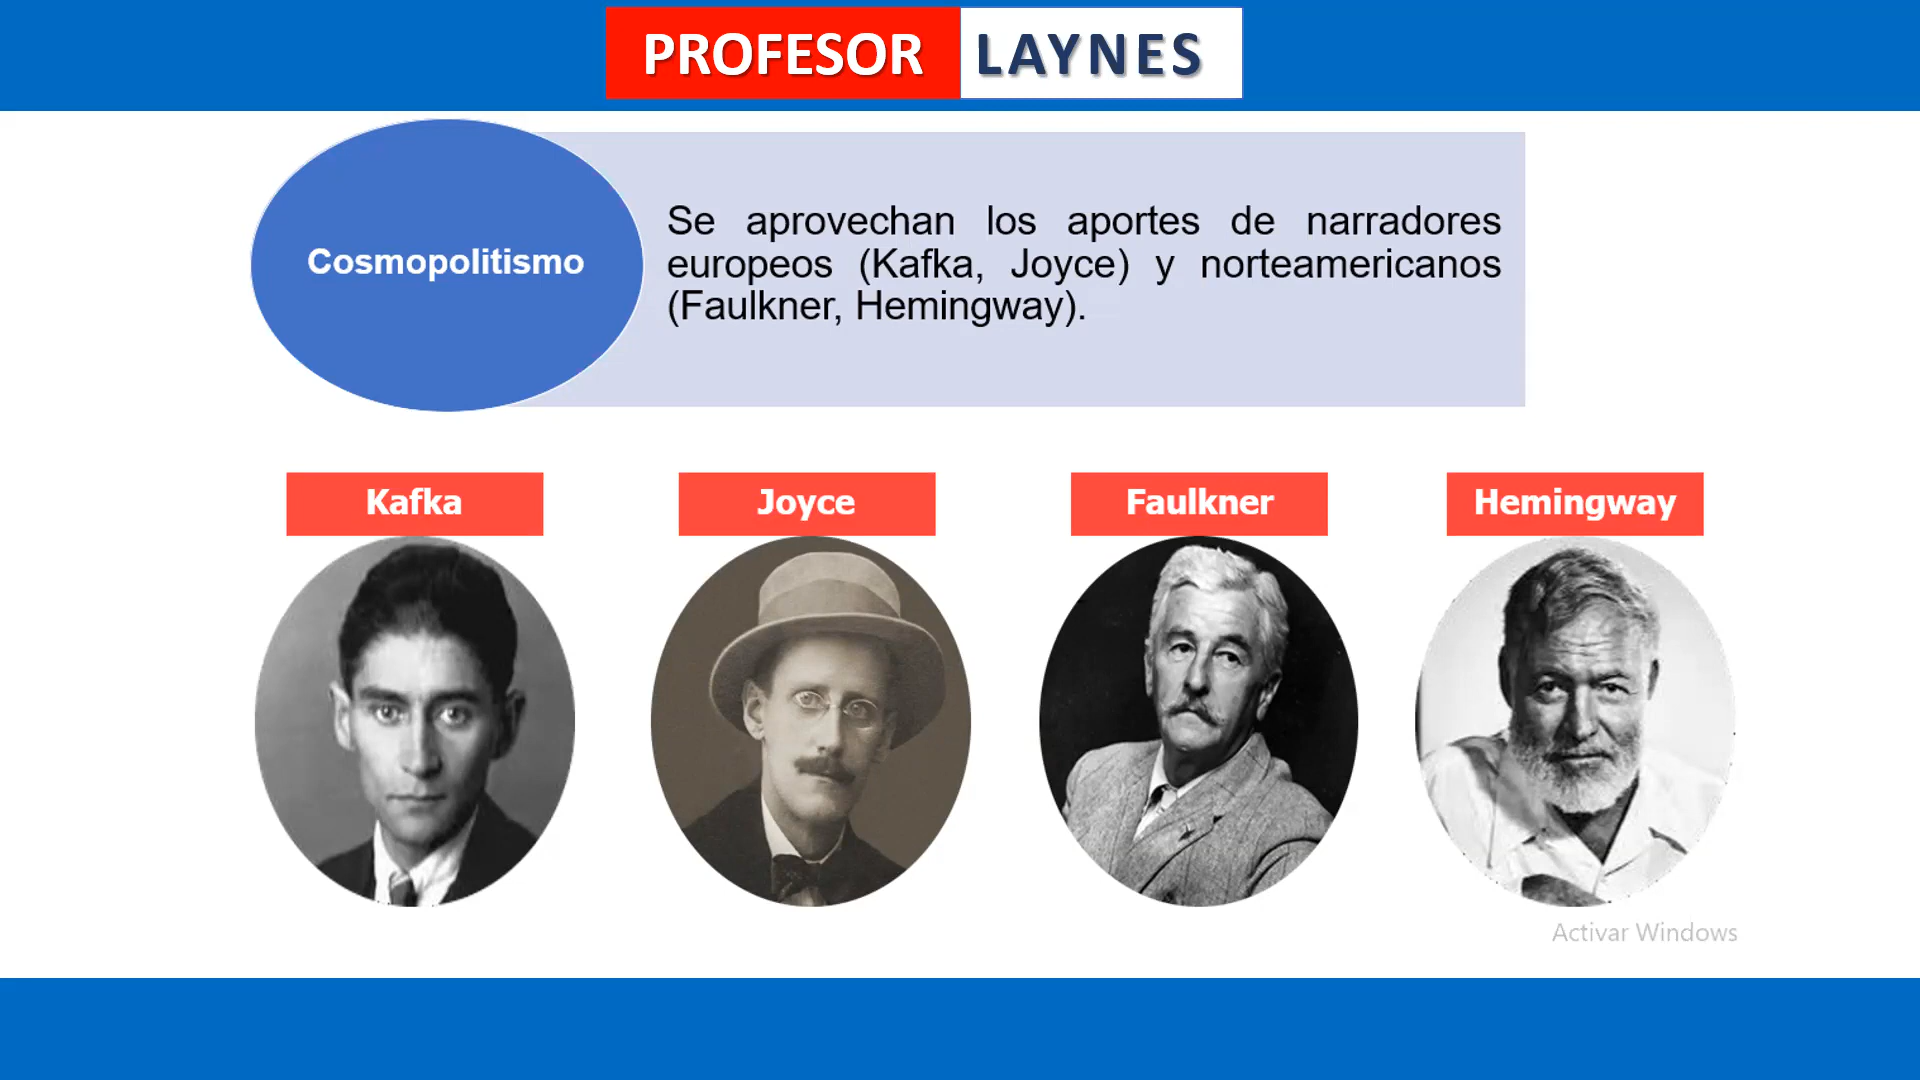 PROFESOR LAYNES
Cosmopolitismo
Se aprovechan los aportes de narradores
europeos (Kafka, Joyce) y norteamericanos
(Faulkner, Hemingway).
Kafka
Joyce
Faulkner
Hemingway
Activar Windows